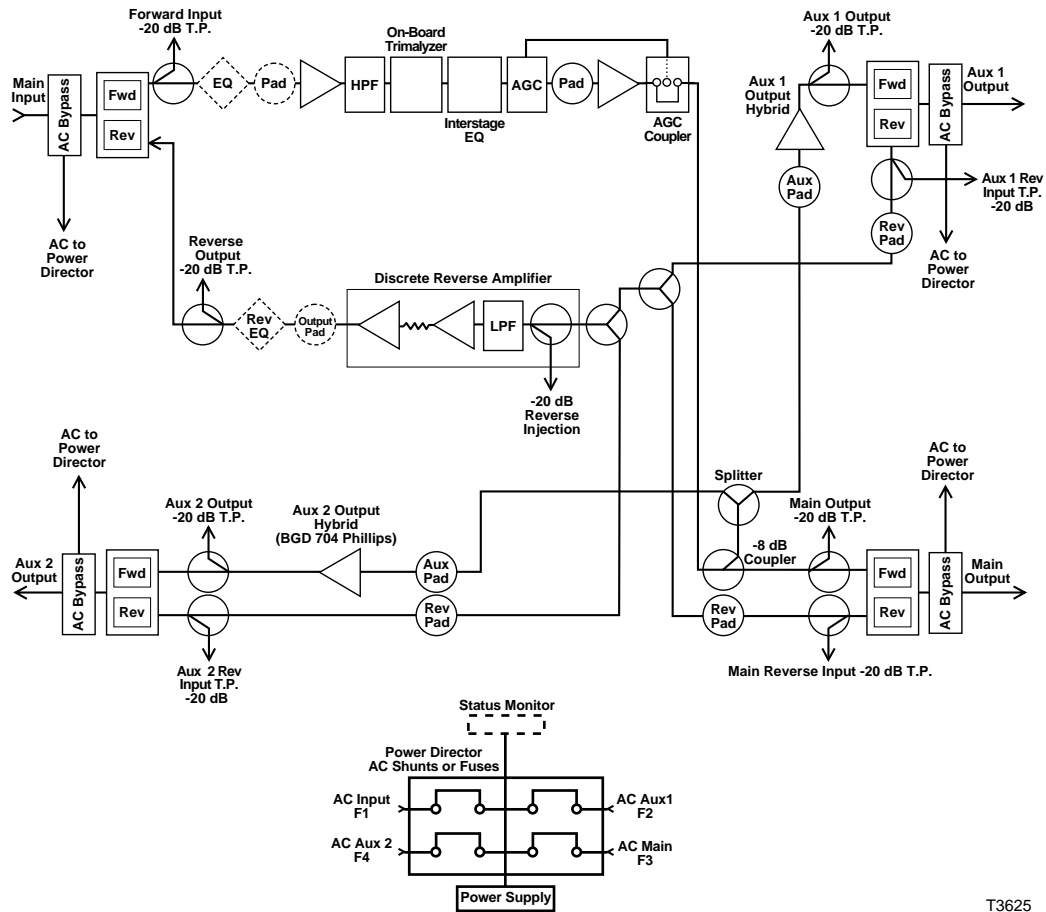 Forward Input
-20 dB T.P.
On-Board
Trimalyzer
Aux 1 Output
-20 dB T.P.
Main
Input
AC Bypass
Fwd
Rev
EQ
Pad
HPF
AGC
Pad
Interstage
EQ
AGC
Coupler
Aux 1
Output
Hybrid
Fwd
Rev
AC Bypass
Aux 1
Output
Aux
Pad
Aux 1 Rev
Input T.P.
-20 dB
Rev
Pad
AC to
Power
Director
AC to
Power
Director
Reverse
Output
-20 dB T.P.
Discrete Reverse Amplifier
Rev
EQ
Output
Pad
LPF
-20 dB
Reverse
Injection
AC to
Power
Director
AC to
Power
Director
Splitter
Aux 2 Output
-20 dB T.P.
Aux 2 Output
Hybrid
(BGD 704 Phillips)
Main Output
-20 dB T.P.
-8 dB
Coupler
Aux 2
Output
AC Bypass
Fwd
Rev
Aux
Pad
Rev
Pad
Rev
Pad
Fwd
Rev
AC Bypass
Main
Output
Aux 2 Rev
Input T.P.
-20 dB
Main Reverse Input -20 dB T.P.
Status Monitor
Power Director
AC Shunts or Fuses
AC Input
F1
AC Aux1
F2
AC Aux 2
F4
AC Main
F3
Power Supply
T3625